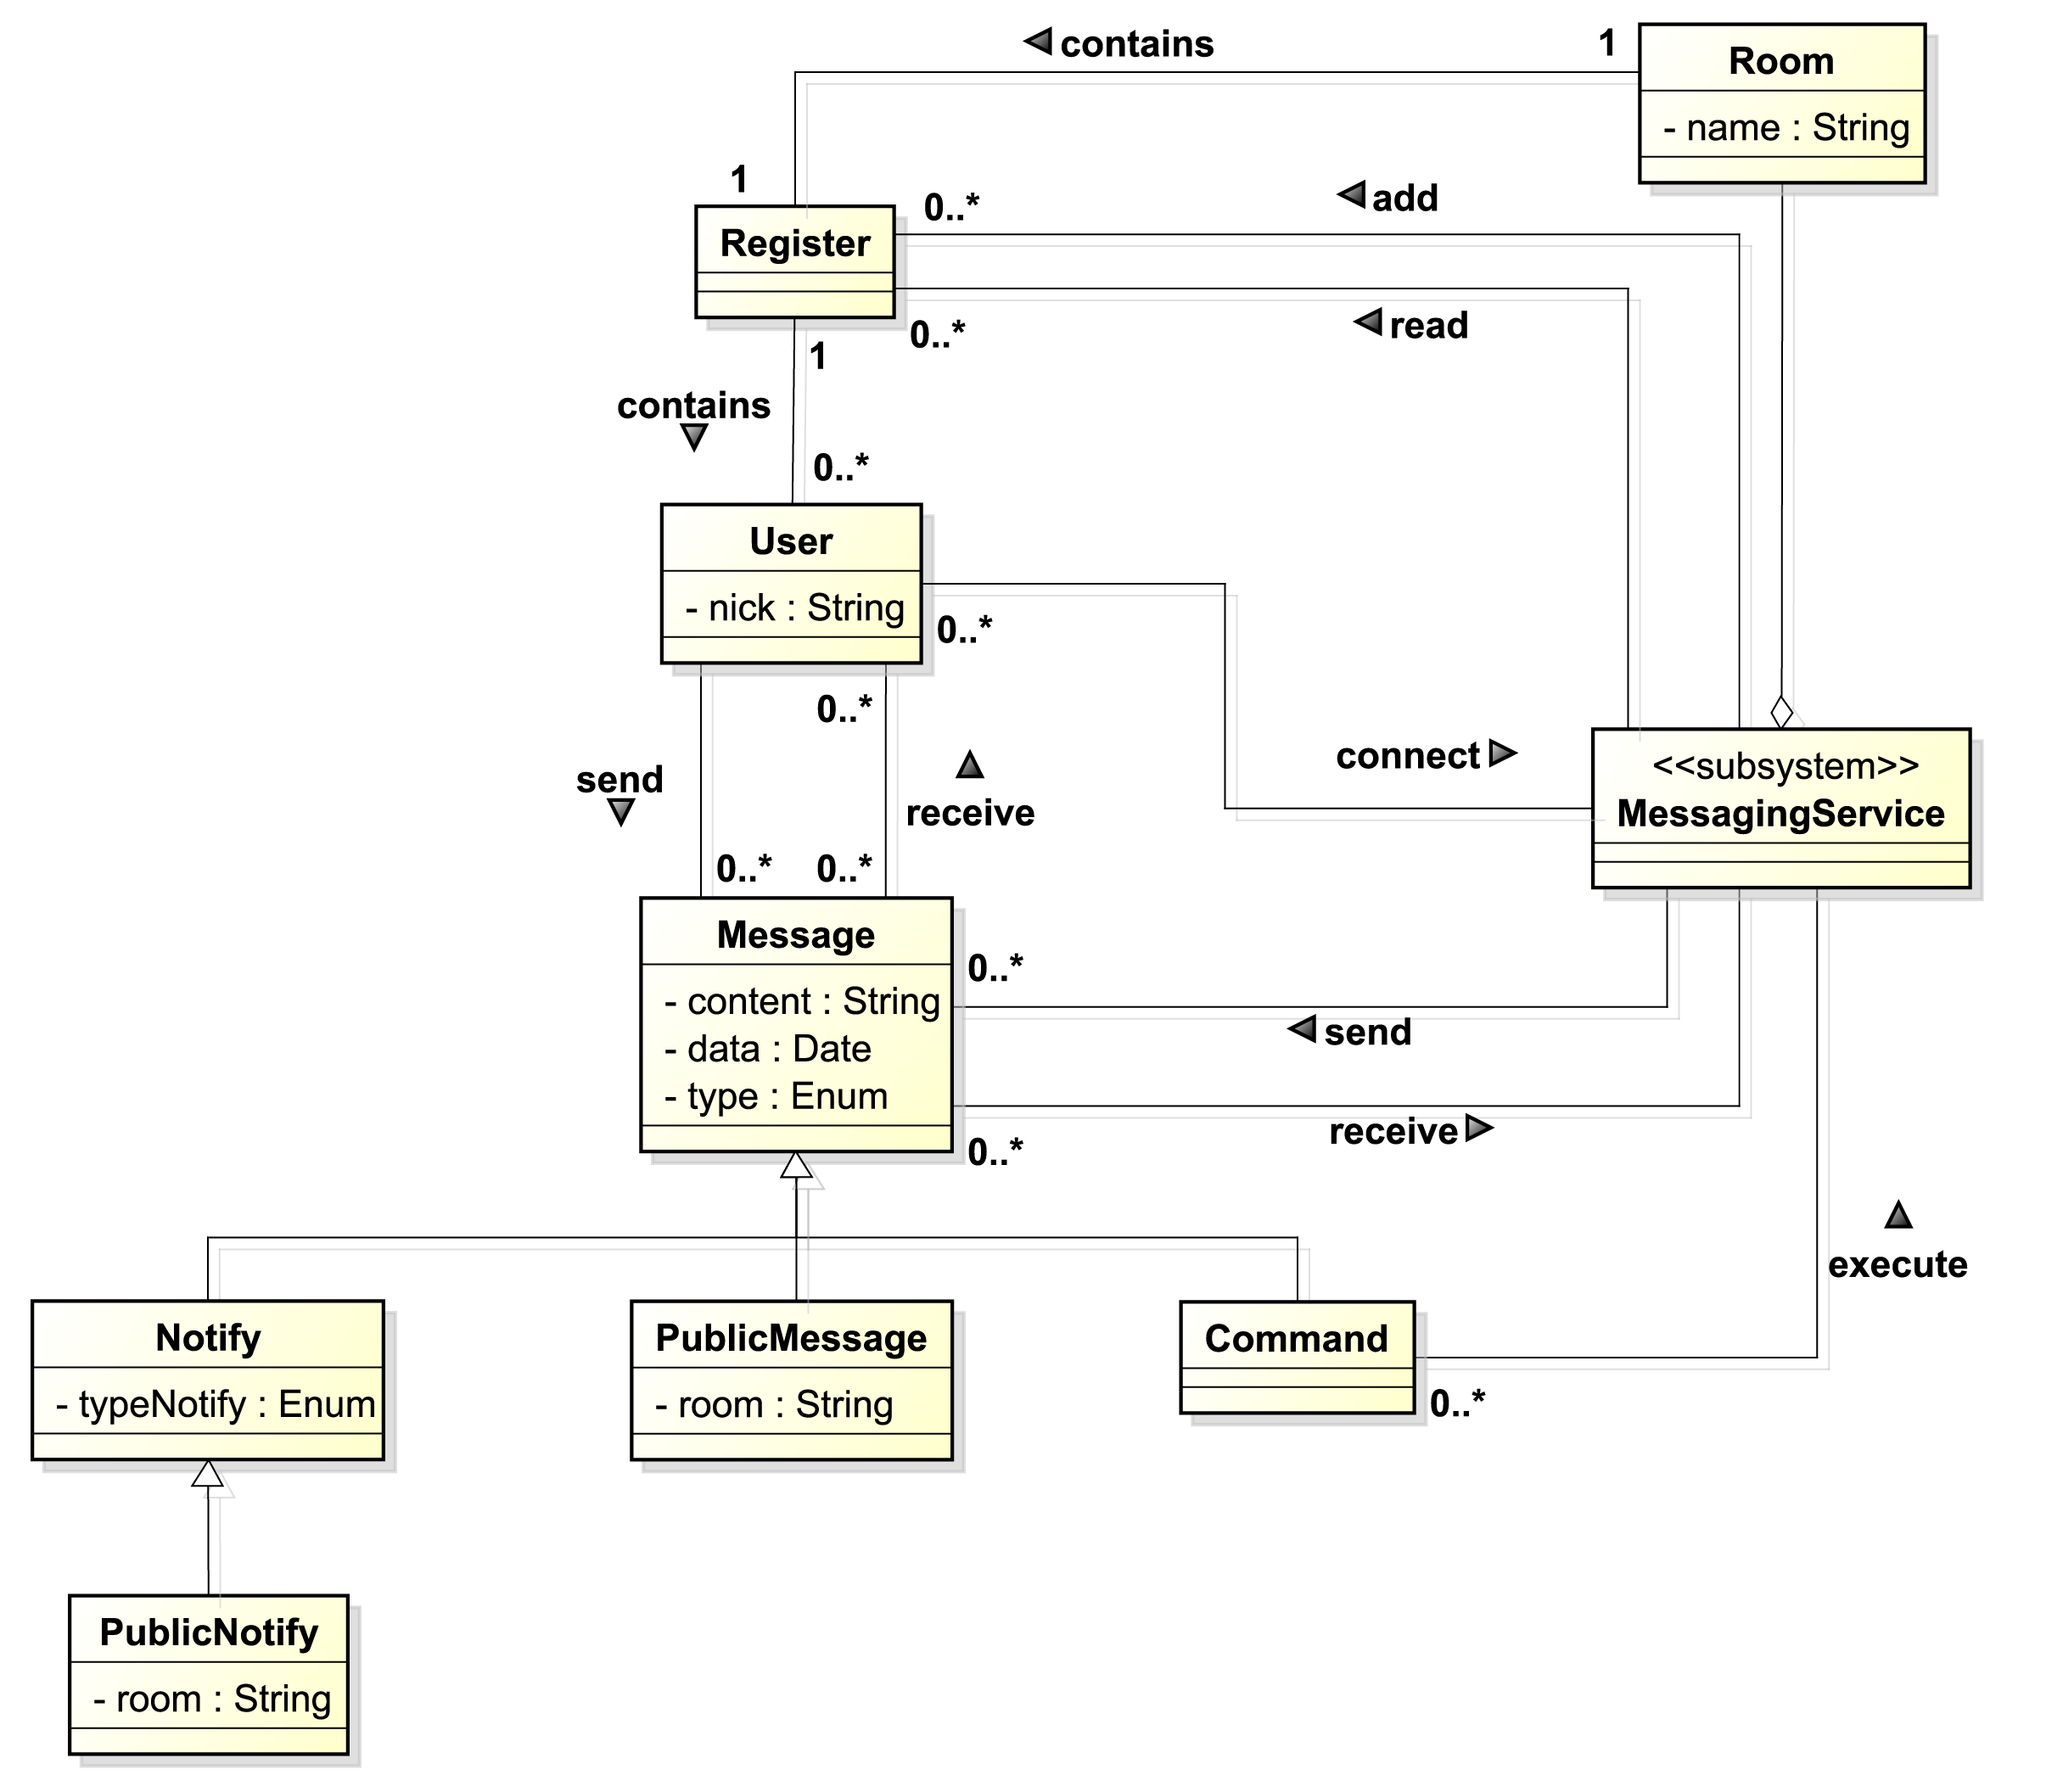 contains
1
Room
- name : String
1
0..*
add
Register
0..*
read
1
contains
0..*
User
- nick : String
0..*
0..*
connect
<<subsystem>>
MessagingService
send
receive
0..*
0..*
Message
- content : String
- data : Date
- type : Enum
0..*
send
receive
0..*
execute
Notify
- typeNotify : Enum
PublicMessage
- room : String
Command
0..*
PublicNotify
- room : String